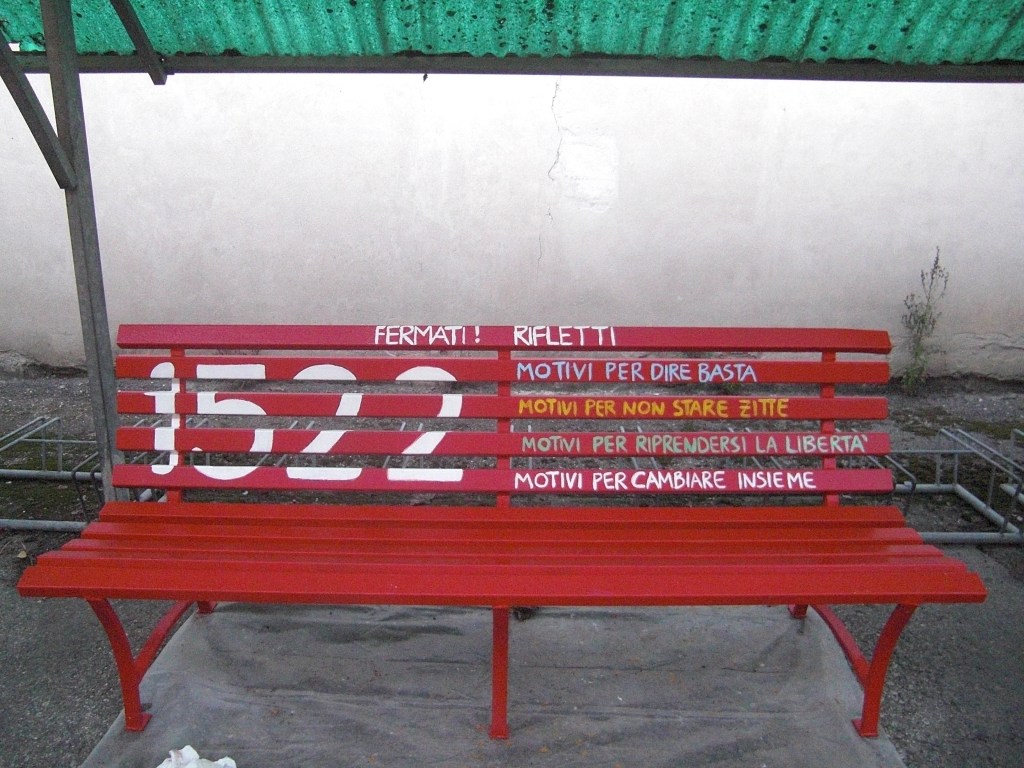 FERMATI! RIFLETTI
1522
MOTIVI PER DIRE BASTA
MOTIVI PER NON STARE ZITTE
MOTIVI PER RIPRENDERSI LA LIBERTA'
MOTIVI PER CAMBIARE INSIEME